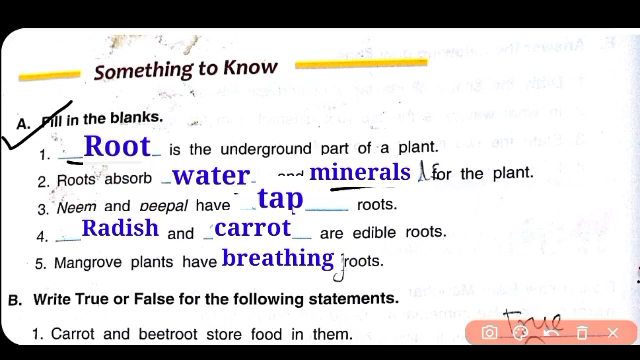 Something to Know
A. Fill in the blanks.
1. Root is the underground part of a plant.
2. Roots absorb water and minerals for the plant.
3. Neem and peepal have tap roots.
4. Radish and carrot are edible roots.
5. Mangrove plants have breathing roots.
B. Write True or False for the following statements.
1. Carrot and beetroot store food in them. True